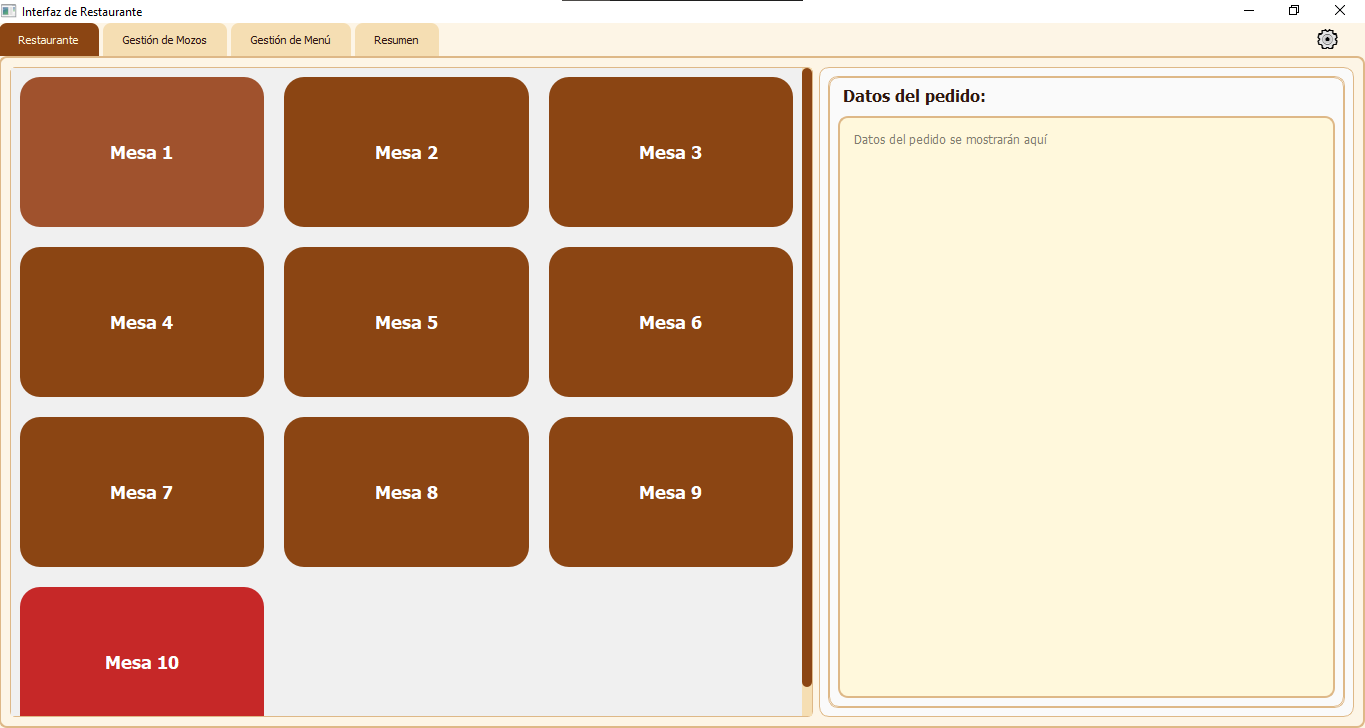 Interfaz de Restaurante
Restaurante
Gestión de Mozos
Gestión de Menú
Resumen
Mesa 1
Mesa 2
Mesa 3
Mesa 4
Mesa 5
Mesa 6
Mesa 7
Mesa 8
Mesa 9
Mesa 10
Datos del pedido:
Datos del pedido se mostrarán aquí